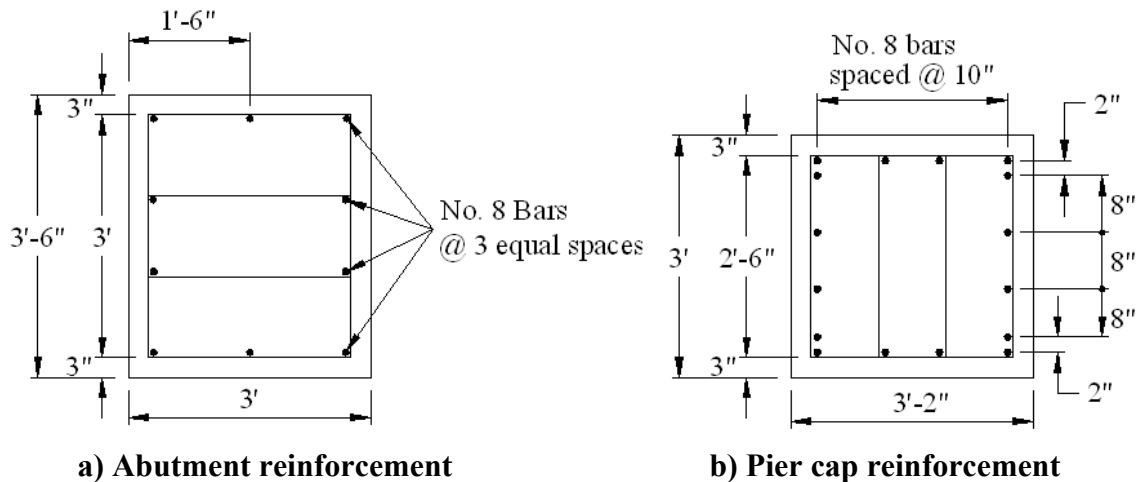 1'-6"
3"
3'-6"
3'
3"
3'
No. 8 Bars
@ 3 equal spaces
a) Abutment reinforcement
No. 8 bars
spaced @ 10"
2"
3"
8"
3'
2'-6"
8"
8"
3"
2"
3'-2"
b) Pier cap reinforcement